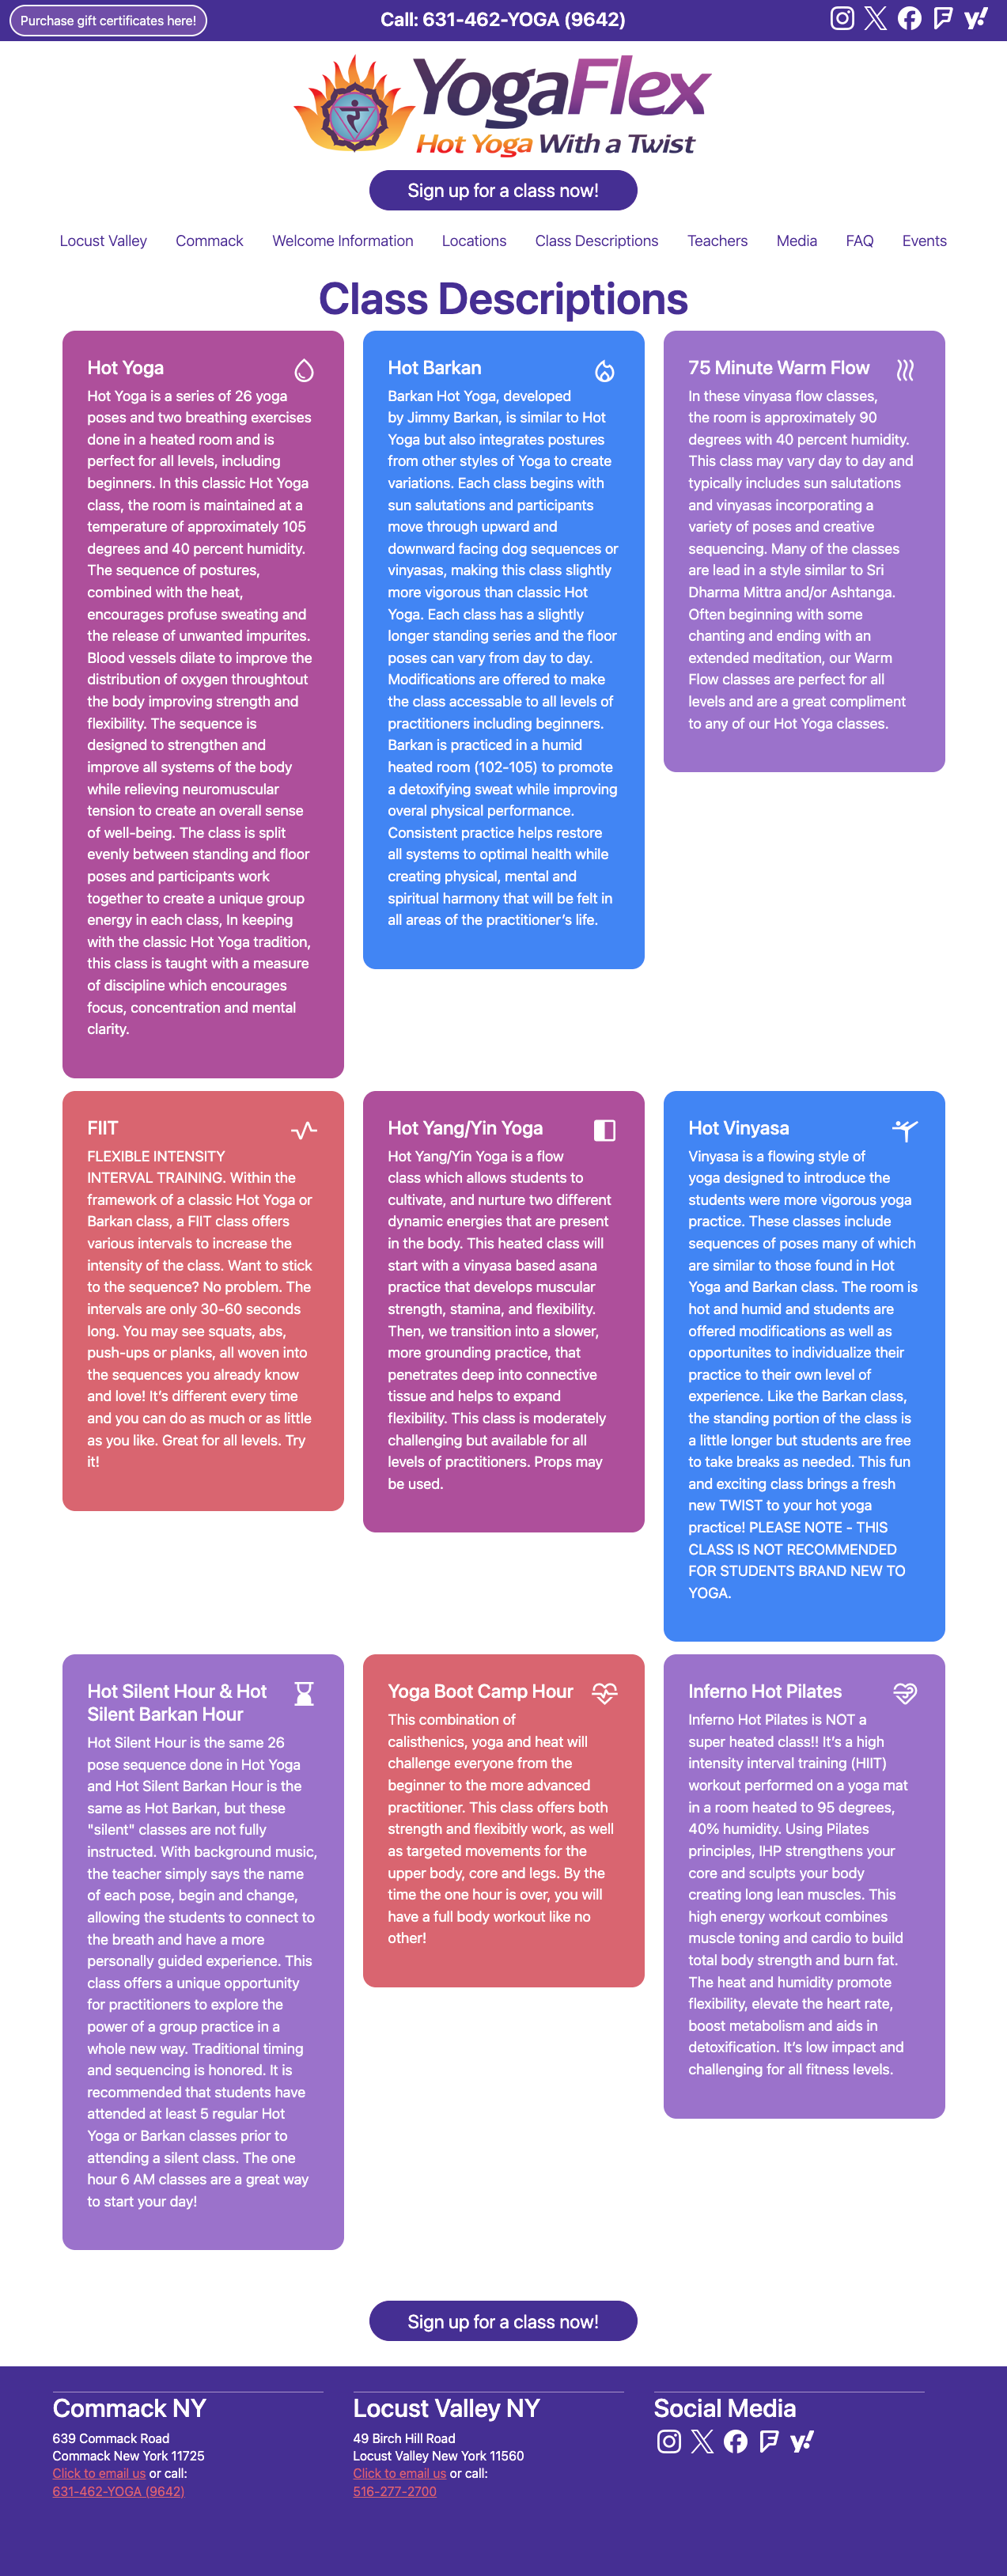 Purchase gift certificates here!
Call: 631-462-YOGA (9642)
YogaFlex
Hot Yoga With a Twist
Sign up for a class now!
Locust Valley Commack Welcome Information Locations Class Descriptions Teachers Media FAQ Events
Class Descriptions
Hot Yoga
Hot Yoga is a series of 26 yoga
poses and two breathing exercises
done in a heated room and is
perfect for all levels, including
beginners. In this classic Hot Yoga
class, the room is maintained at a
temperature of approximately 105
degrees and 40 percent humidity.
The sequence of postures,
combined with the heat,
encourages profuse sweating and
the release of unwanted impurites.
Blood vessels dilate to improve the
distribution of oxygen throughtout
the body improving strength and
flexibility. The sequence is
designed to strengthen and
improve all systems of the body
while relieving neuromuscular
tension to create an overall sense
of well-being. The class is split
evenly between standing and floor
poses and participants work
together to create a unique group
energy in each class, In keeping
with the classic Hot Yoga tradition,
this class is taught with a measure
of discipline which encourages
focus, concentration and mental
clarity.
Hot Barkan
Barkan Hot Yoga, developed
by Jimmy Barkan, is similar to Hot
Yoga but also integrates postures
from other styles of Yoga to create
variations. Each class begins with
sun salutations and participants
move through upward and
downward facing dog sequences or
vinyasas, making this class slightly
more vigorous than classic Hot
Yoga. Each class has a slightly
longer standing series and the floor
poses can vary from day to day.
Modifications are offered to make
the class accessable to all levels of
practitioners including beginners.
Barkan is practiced in a humid
heated room (102-105) to promote
a detoxifying sweat while improving
overal physical performance.
Consistent practice helps restore
all systems to optimal health while
creating physical, mental and
spiritual harmony that will be felt in
all areas of the practitioner's life.
75 Minute Warm Flow
In these vinyasa flow classes,
the room is approximately 90
degrees with 40 percent humidity.
This class may vary day to day and
typically includes sun salutations
and vinyasas incorporating a
variety of poses and creative
sequencing. Many of the classes
are lead in a style similar to Sri
Dharma Mittra and/or Ashtanga.
Often beginning with some
chanting and ending with an
extended meditation, our Warm
Flow classes are perfect for all
levels and are a great compliment
to any of our Hot Yoga classes.
FIIT
FLEXIBLE INTENSITY
INTERVAL TRAINING. Within the
framework of a classic Hot Yoga or
Barkan class, a FIIT class offers
various intervals to increase the
intensity of the class. Want to stick
to the sequence? No problem. The
intervals are only 30-60 seconds
long. You may see squats, abs,
push-ups or planks, all woven into
the sequences you already know
and love! It's different every time
and you can do as much or as little
as you like. Great for all levels. Try
it!
Hot Yang/Yin Yoga
Hot Yang/Yin Yoga is a flow
class which allows students to
cultivate, and nurture two different
dynamic energies that are present
in the body. This heated class will
start with a vinyasa based asana
practice that develops muscular
strength, stamina, and flexibility.
Then, we transition into a slower,
more grounding practice, that
penetrates deep into connective
tissue and helps to expand
flexibility. This class is moderately
challenging but available for all
levels of practitioners. Props may
be used.
Hot Vinyasa
Vinyasa is a flowing style of
yoga designed to introduce the
students were more vigorous yoga
practice. These classes include
sequences of poses many of which
are similar to those found in Hot
Yoga and Barkan class. The room is
hot and humid and students are
offered modifications as well as
opportunites to individualize their
practice to their own level of
experience. Like the Barkan class,
the standing portion of the class is
a little longer but students are free
to take breaks as needed. This fun
and exciting class brings a fresh
new TWIST to your hot yoga
practice! PLEASE NOTE - THIS
CLASS IS NOT RECOMMENDED
FOR STUDENTS BRAND NEW TO
YOGA.
Hot Silent Hour & Hot
Silent Barkan Hour
Hot Silent Hour is the same 26
pose sequence done in Hot Yoga
and Hot Silent Barkan Hour is the
same as Hot Barkan, but these
"silent" classes are not fully
instructed. With background music,
the teacher simply says the name
of each pose, begin and change,
allowing the students to connect to
the breath and have a more
personally guided experience. This
class offers a unique opportunity
for practitioners to explore the
power of a group practice in a
whole new way. Traditional timing
and sequencing is honored. It is
recommended that students have
attended at least 5 regular Hot
Yoga or Barkan classes prior to
attending a silent class. The one
hour 6 AM classes are a great way
to start your day!
Yoga Boot Camp Hour
This combination of
calisthenics, yoga and heat will
challenge everyone from the
beginner to the more advanced
practitioner. This class offers both
strength and flexibitly work, as well
as targeted movements for the
upper body, core and legs. By the
time the one hour is over, you will
have a full body workout like no
other!
Inferno Hot Pilates
Inferno Hot Pilates is NOT a
super heated class!! It's a high
intensity interval training (HIIT)
workout performed on a yoga mat
in a room heated to 95 degrees,
40% humidity. Using Pilates
principles, IHP strengthens your
core and sculpts your body
creating long lean muscles. This
high energy workout combines
muscle toning and cardio to build
total body strength and burn fat.
The heat and humidity promote
flexibility, elevate the heart rate,
boost metabolism and aids in
detoxification. It's low impact and
challenging for all fitness levels.
Sign up for a class now!
Commack NY
639 Commack Road
Commack New York 11725
Click to email us or call:
631-462-YOGA (9642)
Locust Valley NY
49 Birch Hill Road
Locust Valley New York 11560
Click to email us or call:
516-277-2700
Social Media